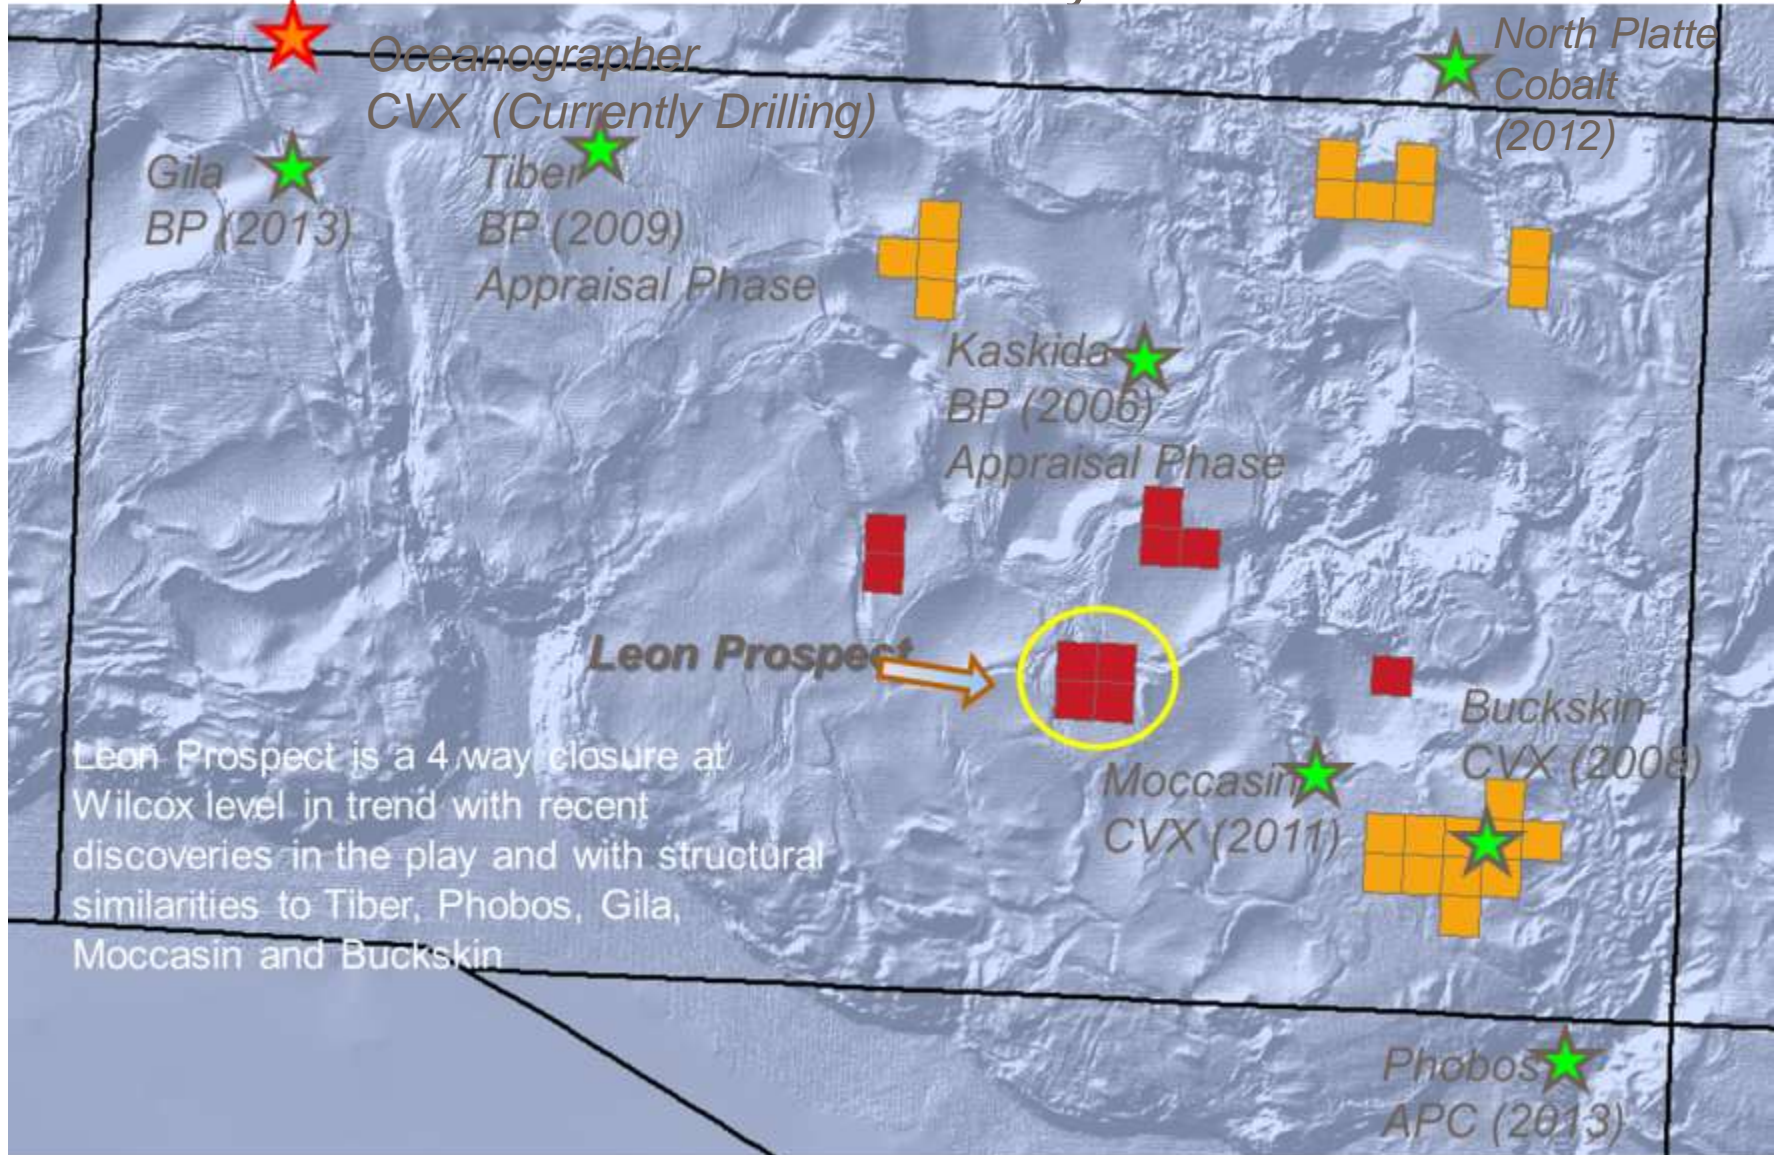 Oceanographer
CVX (Currently Drilling)
North Platte
Cobalt
(2012)
Gila
BP (2013)
Tiber
BP (2009)
Appraisal Phase
Kaskida
BP (2006)
Appraisal Phase
Leon Prospect
Buckskin
CVX (2008)
Moccasin
CVX (2011)
Leon Prospect is a 4 way closure at
Wilcox level in trend with recent
discoveries in the play and with structural
similarities to Tiber, Phobos, Gila,
Moccasin and Buckskin
Phobos
APC (2013)